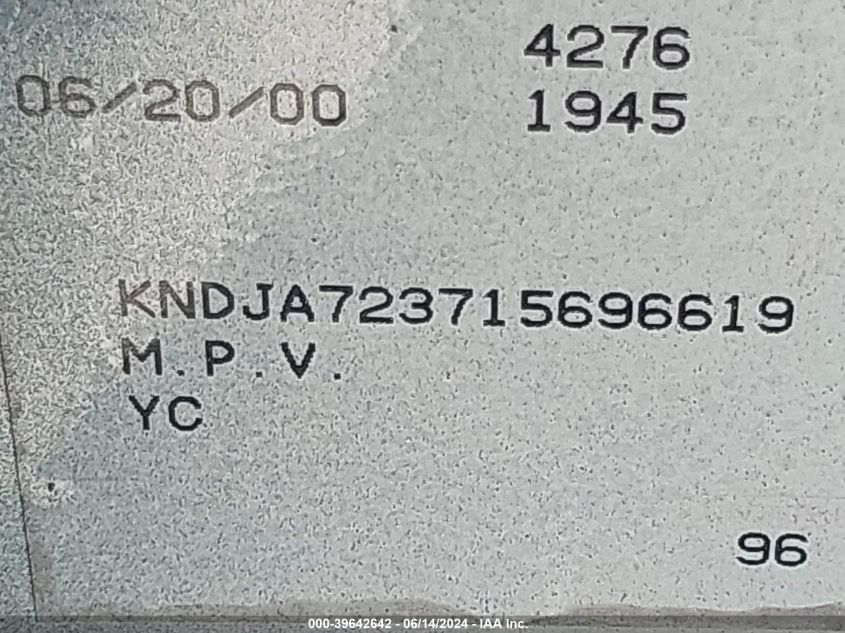 4276
06/20/00 1945
KNDJA723715696619
M.P.V.
YC
96
000-39642642 - 06/14/2024 - IAA Inc.